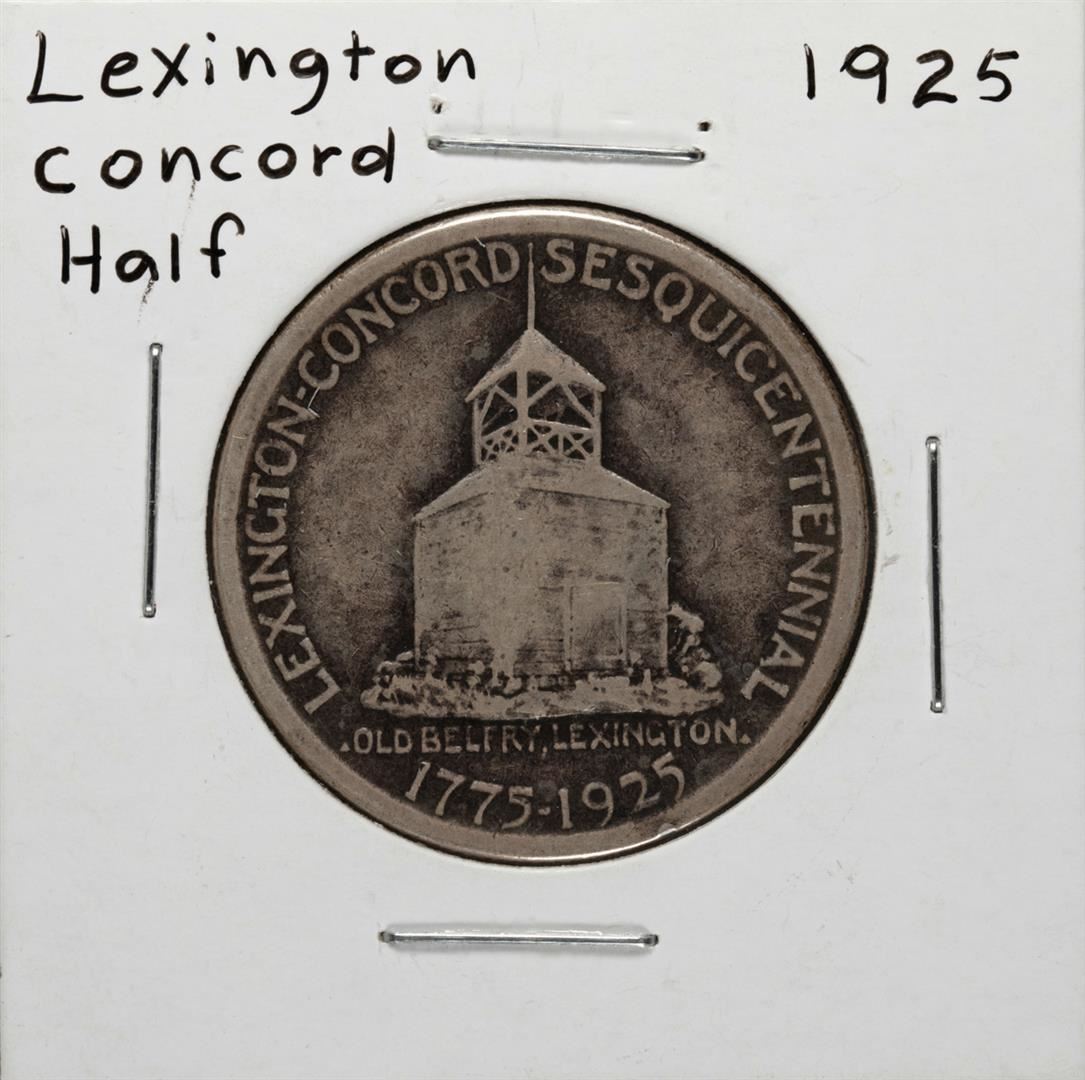 Lexington
1925
concord
Half
LEXINGTON-CONCORD SESQUICENTENNIAL
.OLD BELFRY, LEXINGTON.
1775-1925